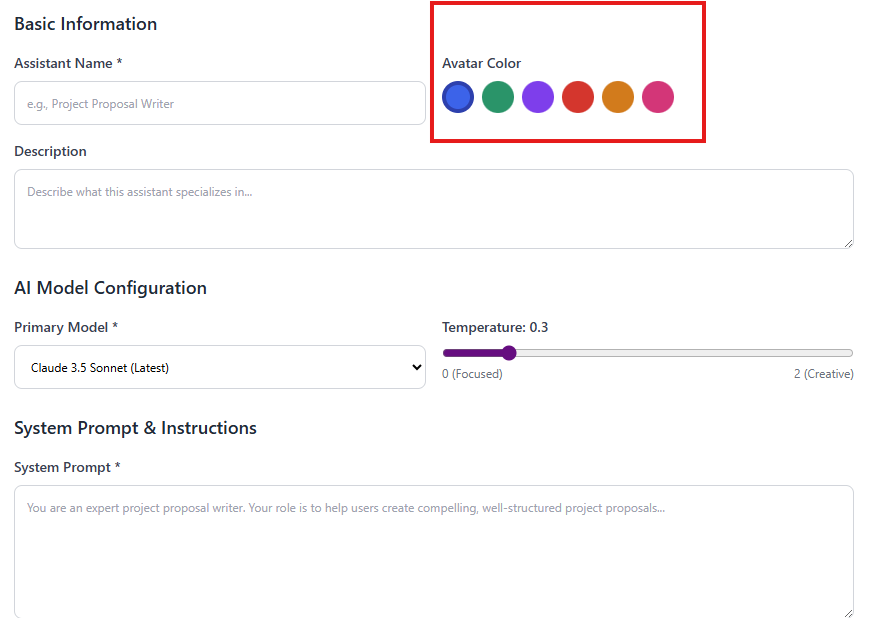 Basic Information
Assistant Name *
Avatar Color
e.g., Project Proposal Writer
Description
Describe what this assistant specializes in...
AI Model Configuration
Primary Model *
Temperature: 0.3
Claude 3.5 Sonnet (Latest)
0 (Focused)
2 (Creative)
System Prompt & Instructions
System Prompt *
You are an expert project proposal writer. Your role is to help users create compelling, well-structured project proposals...